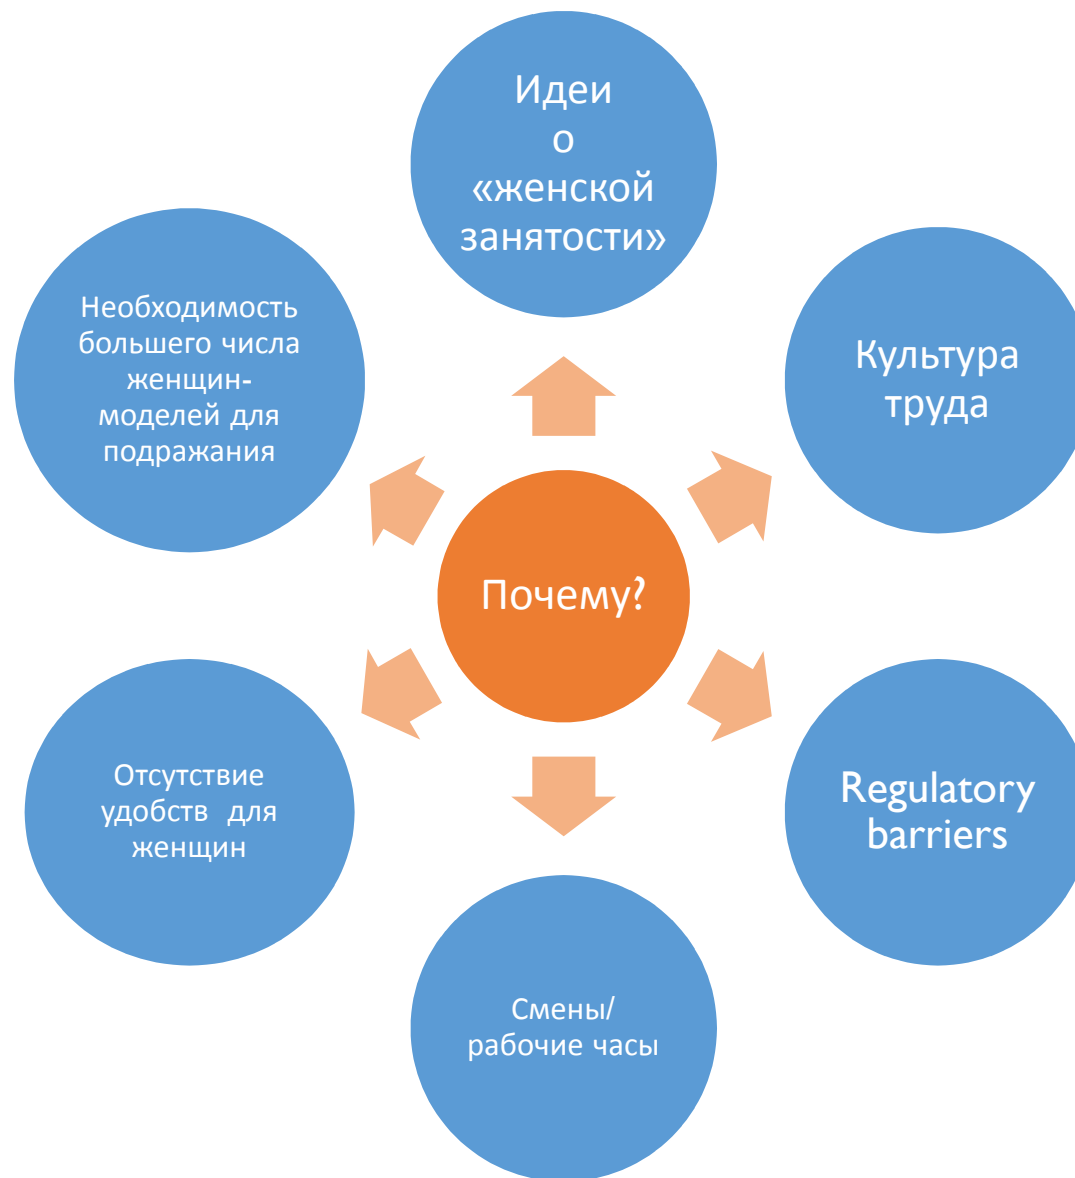 Идеи
о
«женской
занятости»
Необходимость
большего числа
женщин-
моделей для
подражания
Культура
труда
Почему?
Отсутствие
удобств для
женщин
Regulatory
barriers
Смены/
рабочие часы